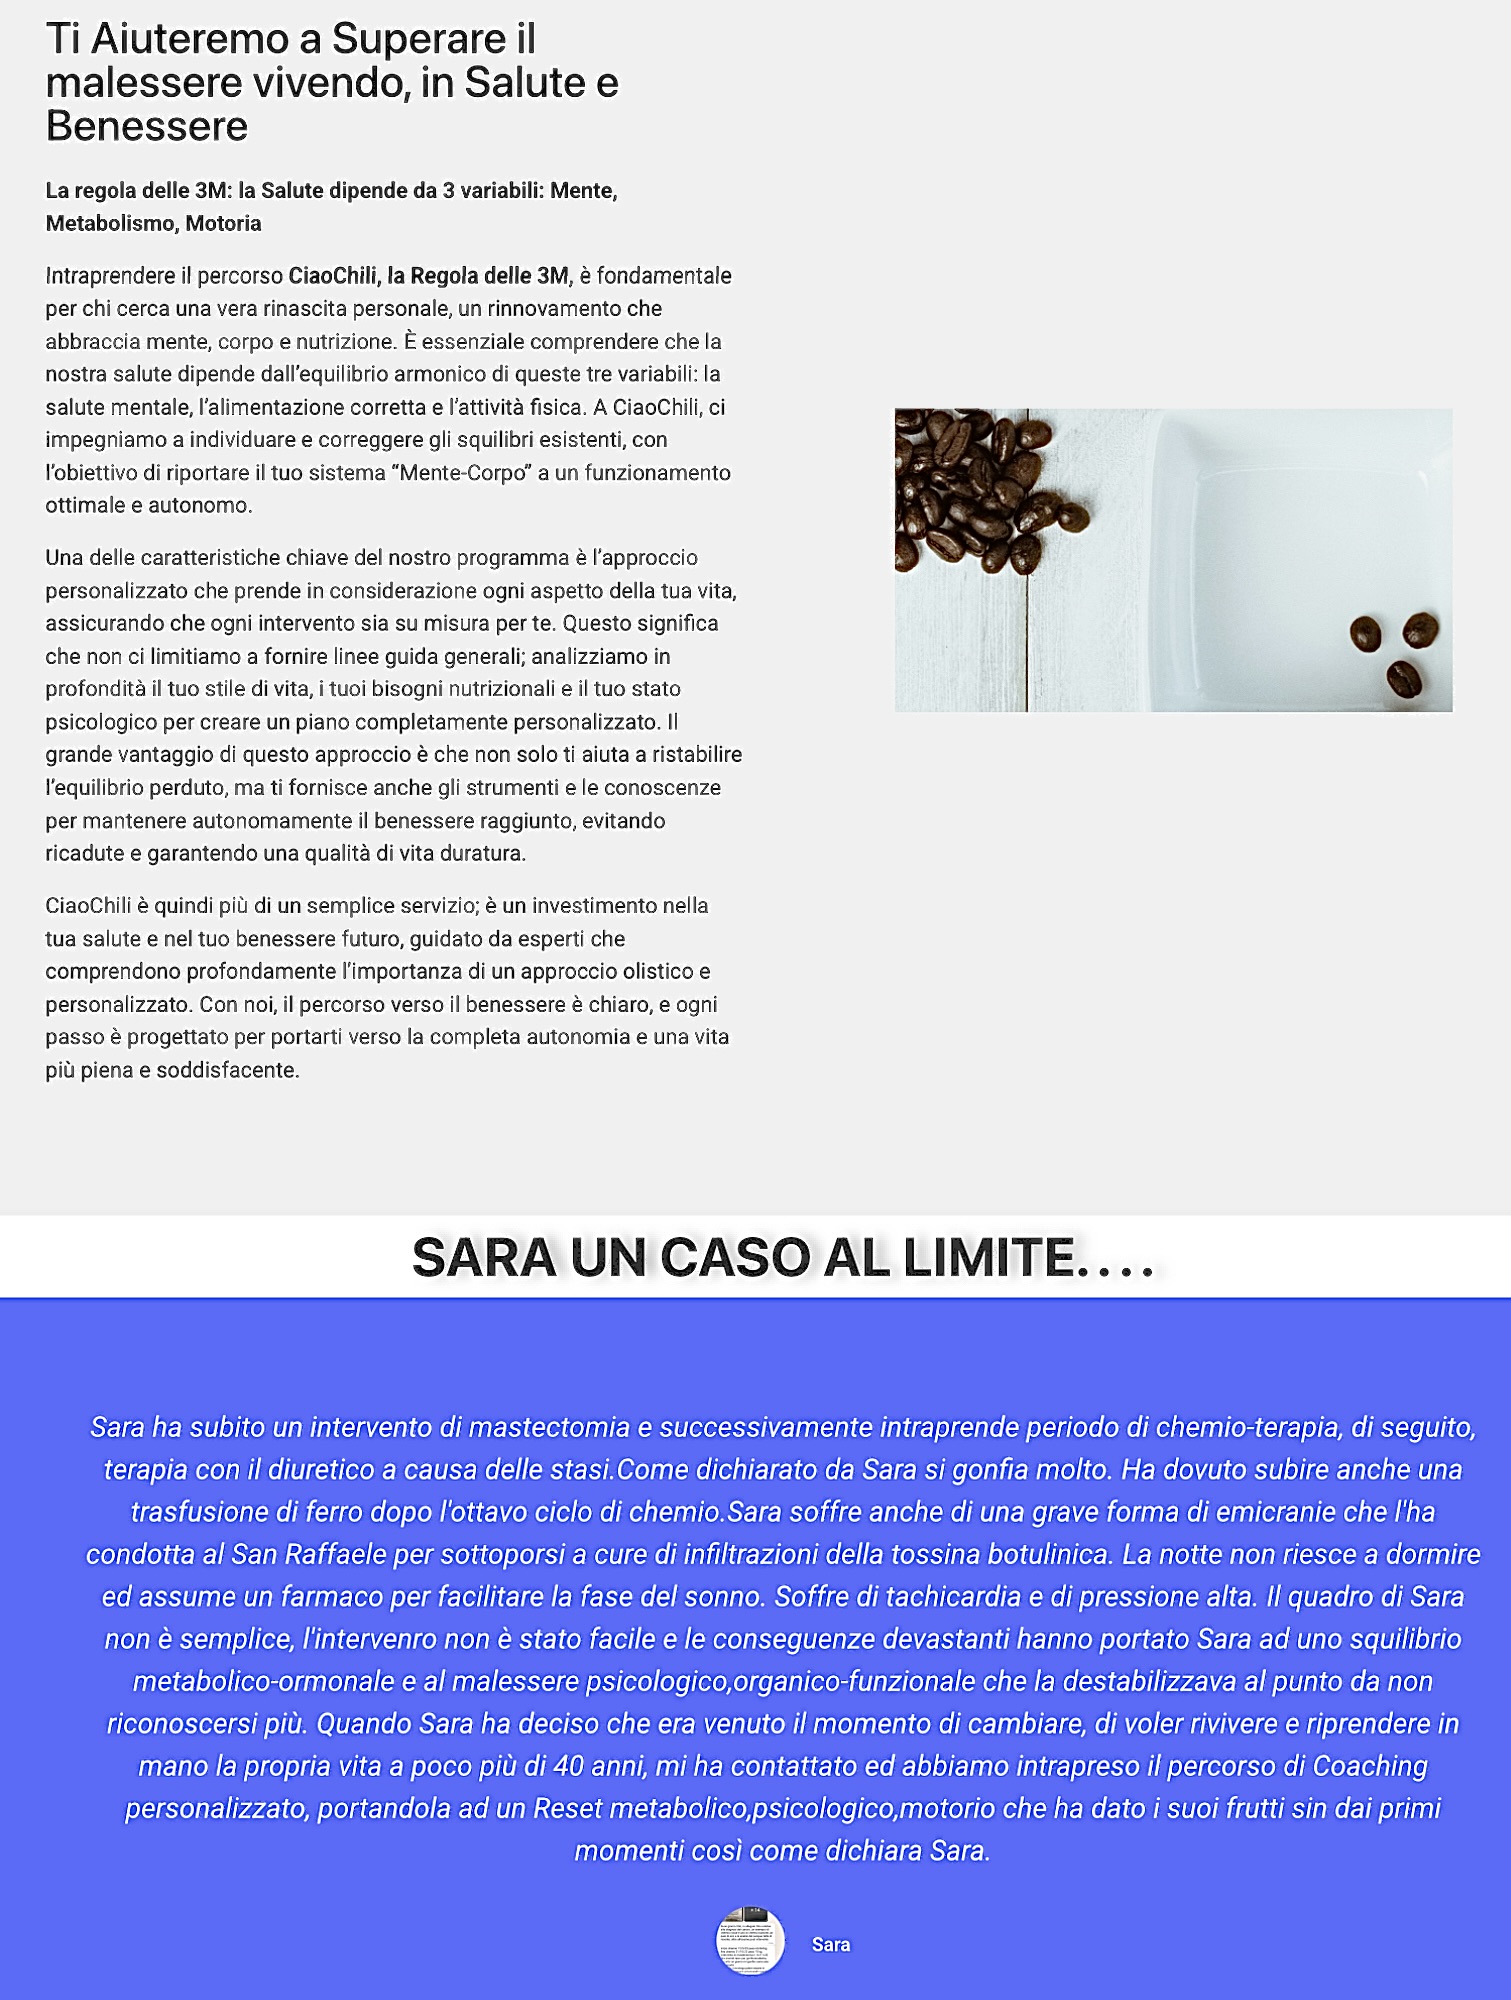 Ti Aiuteremo a Superare il
malessere vivendo, in Salute e
Benessere
La regola delle 3M: la Salute dipende da 3 variabili: Mente,
Metabolismo, Motoria
Intraprendere il percorso CiaoChili, la Regola delle 3M, è fondamentale
per chi cerca una vera rinascita personale, un rinnovamento che
abbraccia mente, corpo e nutrizione. È essenziale comprendere che la
nostra salute dipende dall’equilibrio armonico di queste tre variabili: la
salute mentale, l’alimentazione corretta e l’attività fisica. A CiaoChili, ci
impegniamo a individuare e correggere gli squilibri esistenti, con
l’obiettivo di riportare il tuo sistema “Mente-Corpo” a un funzionamento
ottimale e autonomo.
Una delle caratteristiche chiave del nostro programma è l’approccio
personalizzato che prende in considerazione ogni aspetto della tua vita,
assicurando che ogni intervento sia su misura per te. Questo significa
che non ci limitiamo a fornire linee guida generali; analizziamo in
profondità il tuo stile di vita, i tuoi bisogni nutrizionali e il tuo stato
psicologico per creare un piano completamente personalizzato. Il
grande vantaggio di questo approccio è che non solo ti aiuta a ristabilire
l’equilibrio perduto, ma ti fornisce anche gli strumenti e le conoscenze
per mantenere autonomamente il benessere raggiunto, evitando
ricadute e garantendo una qualità di vita duratura.
CiaoChili è quindi più di un semplice servizio; è un investimento nella
tua salute e nel tuo benessere futuro, guidato da esperti che
comprendono profondamente l’importanza di un approccio olistico e
personalizzato. Con noi, il percorso verso il benessere è chiaro, e ogni
passo è progettato per portarti verso la completa autonomia e una vita
più piena e soddisfacente.
SARA UN CASO AL LIMITE....
Sara ha subito un intervento di mastectomia e successivamente intraprende periodo di chemio-terapia, di seguito,
terapia con il diuretico a causa delle stasi.Come dichiarato da Sara si gonfia molto. Ha dovuto subire anche una
trasfusione di ferro dopo l'ottavo ciclo di chemio.Sara soffre anche di una grave forma di emicranie che l'ha
condotta al San Raffaele per sottoporsi a cure di infiltrazioni della tossina botulinica. La notte non riesce a dormire
ed assume un farmaco per facilitare la fase del sonno. Soffre di tachicardia e di pressione alta. Il quadro di Sara
non è semplice, l'intervenro non è stato facile e le conseguenze devastanti hanno portato Sara ad uno squilibrio
metabolico-ormonale e al malessere psicologico,organico-funzionale che la destabilizzava al punto da non
riconoscersi più. Quando Sara ha deciso che era venuto il momento di cambiare, di voler rivivere e riprendere in
mano la propria vita a poco più di 40 anni, mi ha contattato ed abbiamo intrapreso il percorso di Coaching
personalizzato, portandola ad un Reset metabolico,psicologico,motorio che ha dato i suoi frutti sin dai primi
momenti così come dichiara Sara.
Sara